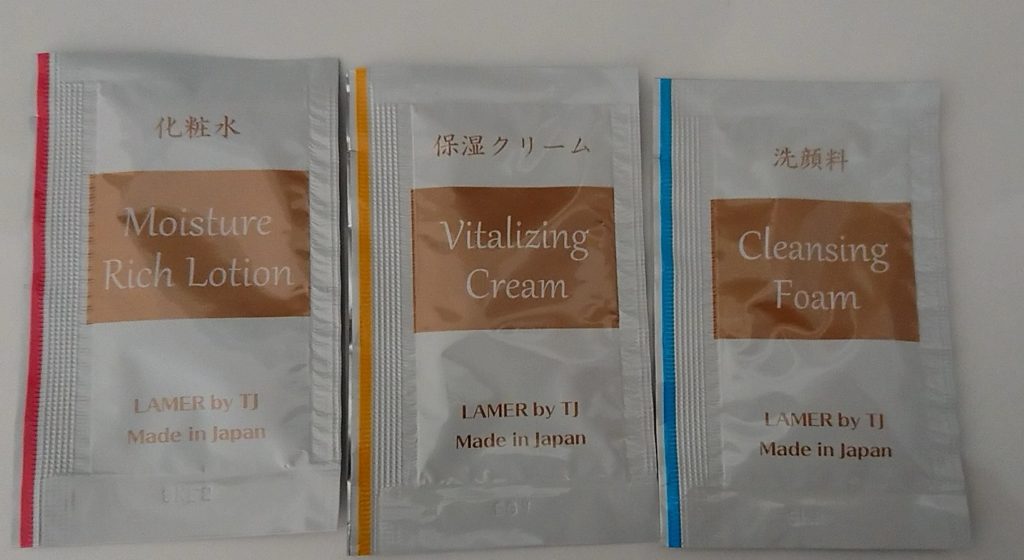 化粧水
Moisture
Rich Lotion
LAMER by TJ
Made in Japan
保湿クリーム
Vitalizing
Cream
LAMER by TJ
Made in Japan
洗顔料
Cleansing
Foam
LAMER by TJ
Made in Japan